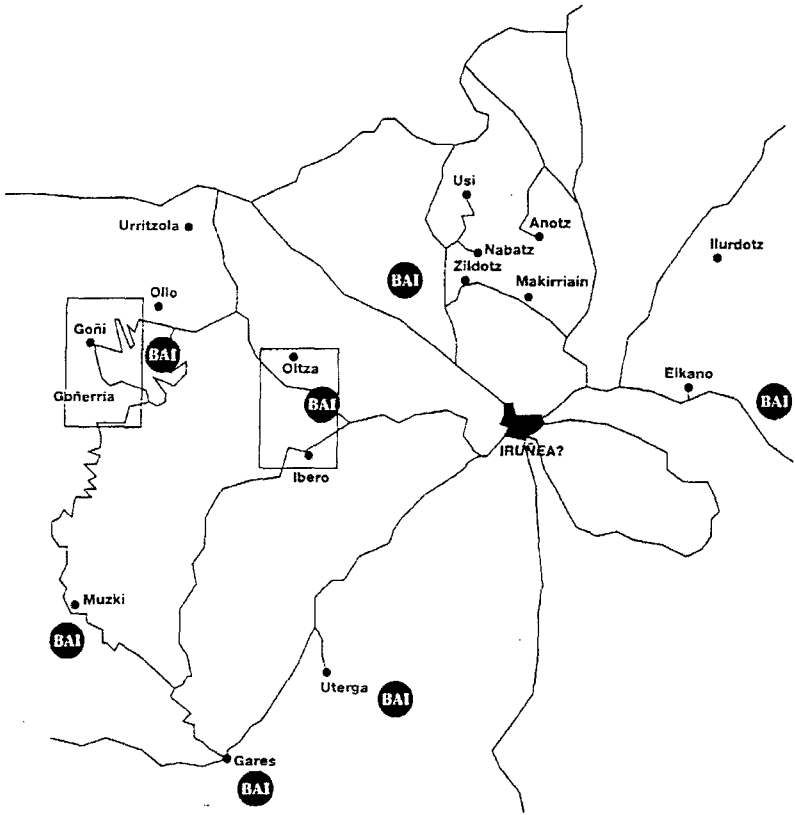 Usi
Urritzola
Anotz
Nabatz
Ilurdotz
Zildotz
BAI
Makirriain
Ollo
Goñi
BAI
Oltza
Elkano
Goñerria
BAI
BAI
IRUÑEA?
Ibero
Muzki
BAI
Uterga
BAI
Gares
BAI